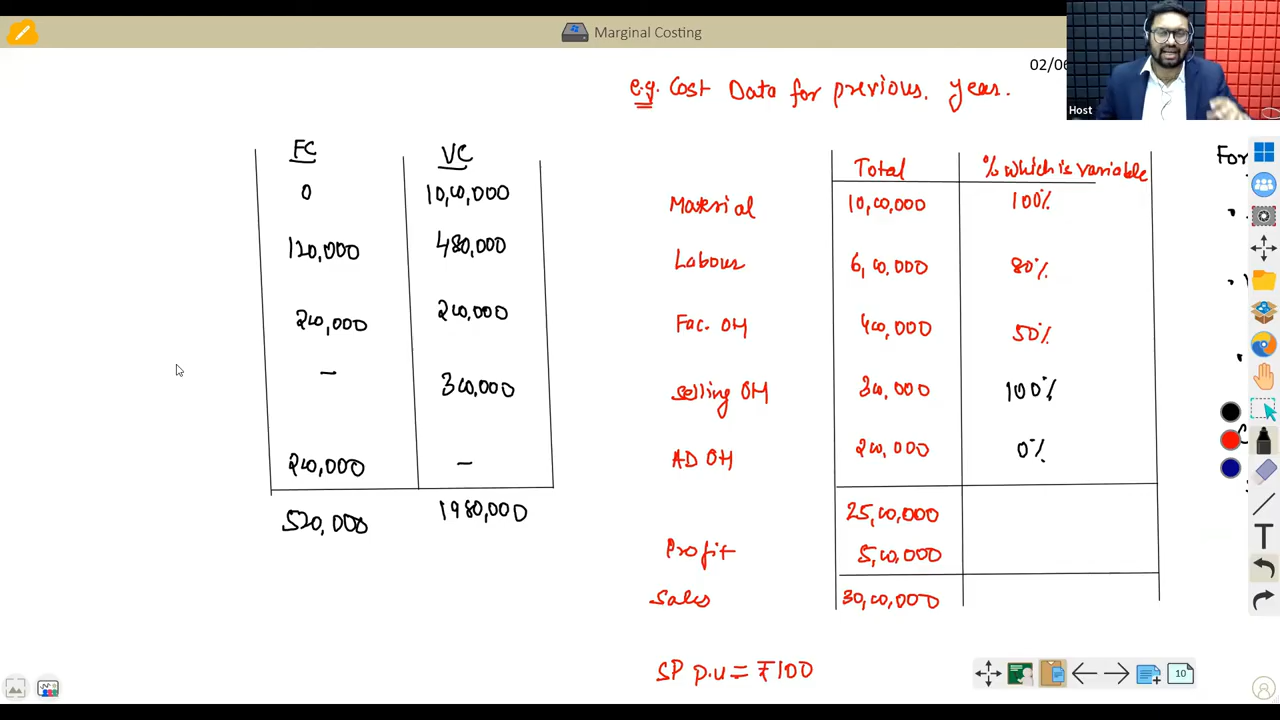 Marginal Costing
02/06
Host
e.g. Cost Data for previous. year.
FC VC
0 10,00,000
120,000 480,000
200,000 200,000
- 300,000
200,000 -
520,000 1980,000
Total % which is variable
Material 10,00,000 100%
Labour 6,00,000 80%
Fac. OH 400,000 50%
Selling OH 300,000 100%
AD OH 200,000 0%
25,00,000
Profit 5,00,000
Sales 30,00,000
SP p.u = ₹100
For
T
10